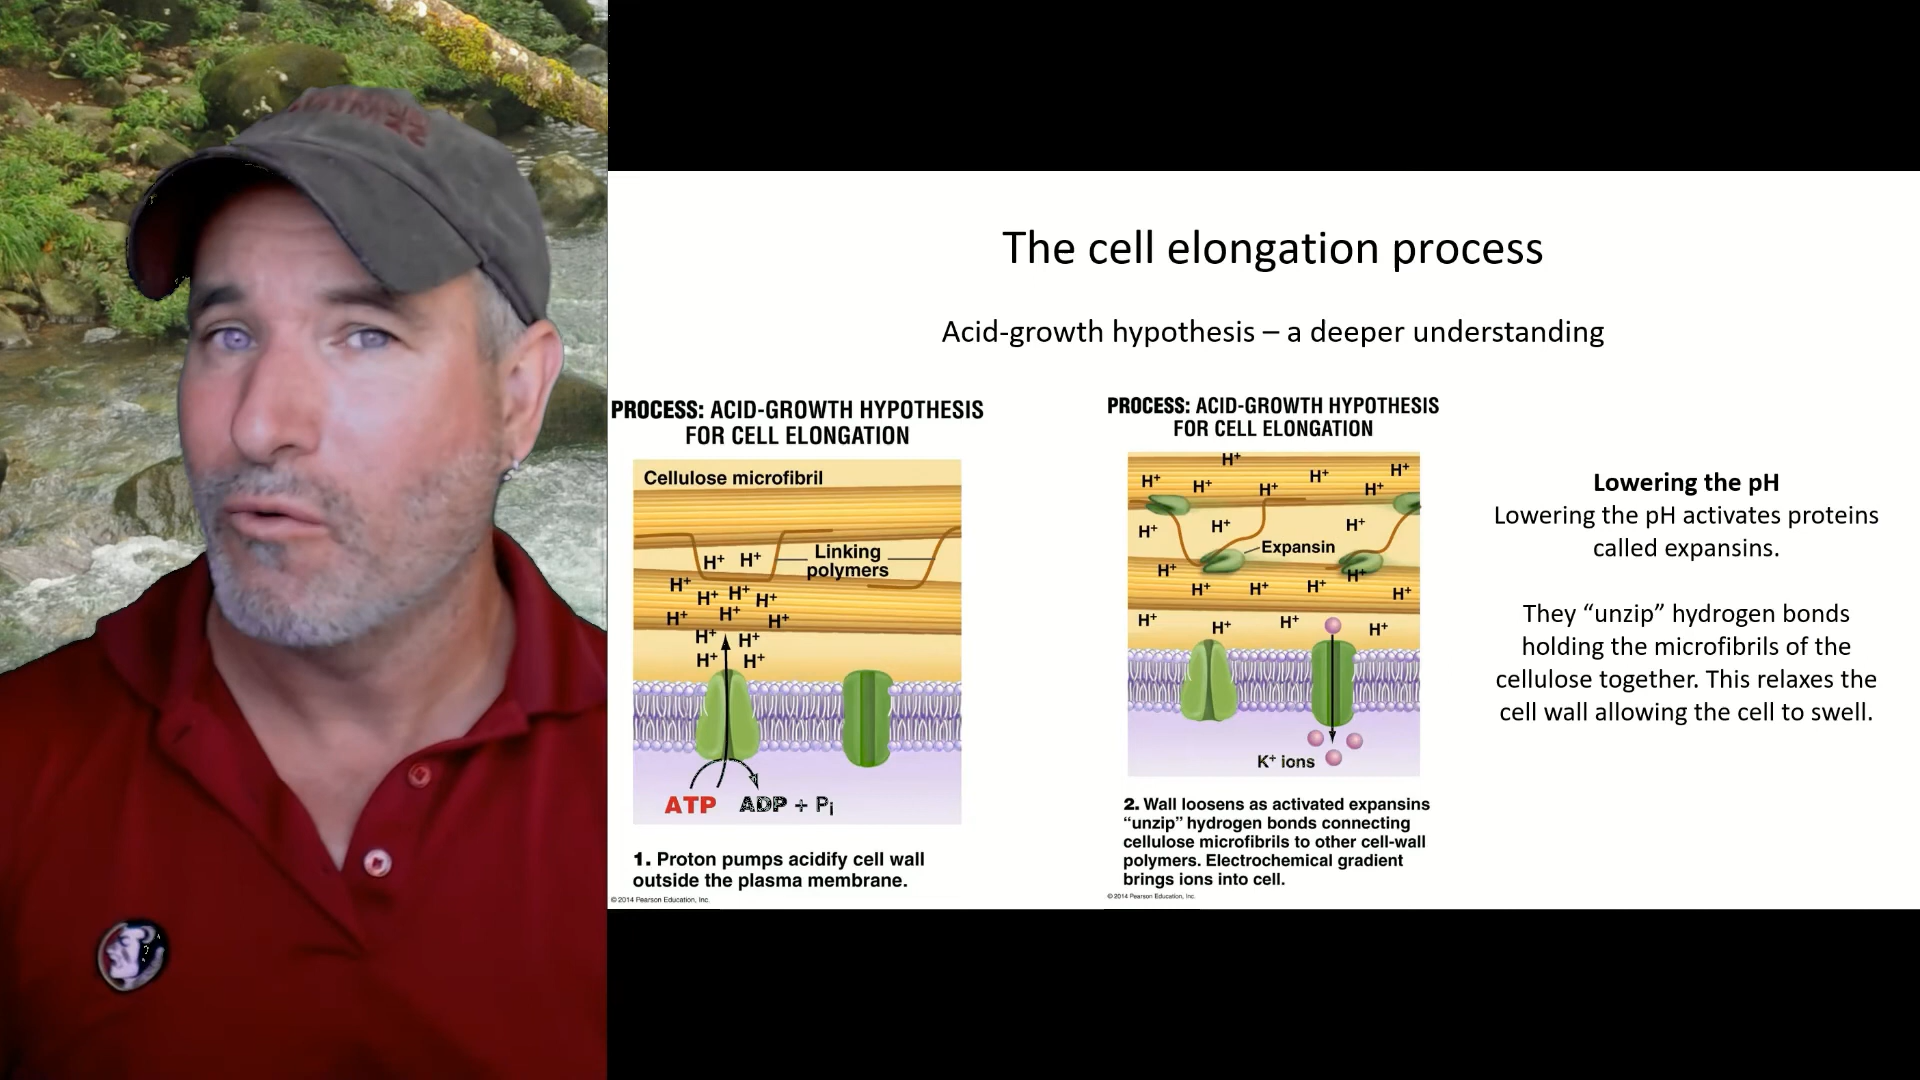 The cell elongation process
Acid-growth hypothesis – a deeper understanding
PROCESS: ACID-GROWTH HYPOTHESIS
FOR CELL ELONGATION
Cellulose microfibril
Linking
polymers
H⁺ H⁺
H⁺
H⁺ H⁺ H⁺
H⁺ H⁺ H⁺
H⁺ H⁺
H⁺ H⁺
ATP ADP + Pi
1. Proton pumps acidify cell wall
outside the plasma membrane.
© 2014 Pearson Education, Inc.
PROCESS: ACID-GROWTH HYPOTHESIS
FOR CELL ELONGATION
H⁺
H⁺ H⁺ H⁺ H⁺ H⁺ H⁺
H⁺ H⁺ H⁺
Expansin
H⁺ H⁺ H⁺ H⁺ H⁺ H⁺
H⁺ H⁺ H⁺ H⁺
K⁺ ions
2. Wall loosens as activated expansins
“unzip” hydrogen bonds connecting
cellulose microfibrils to other cell-wall
polymers. Electrochemical gradient
brings ions into cell.
© 2014 Pearson Education, Inc.
Lowering the pH
Lowering the pH activates proteins
called expansins.
They “unzip” hydrogen bonds
holding the microfibrils of the
cellulose together. This relaxes the
cell wall allowing the cell to swell.